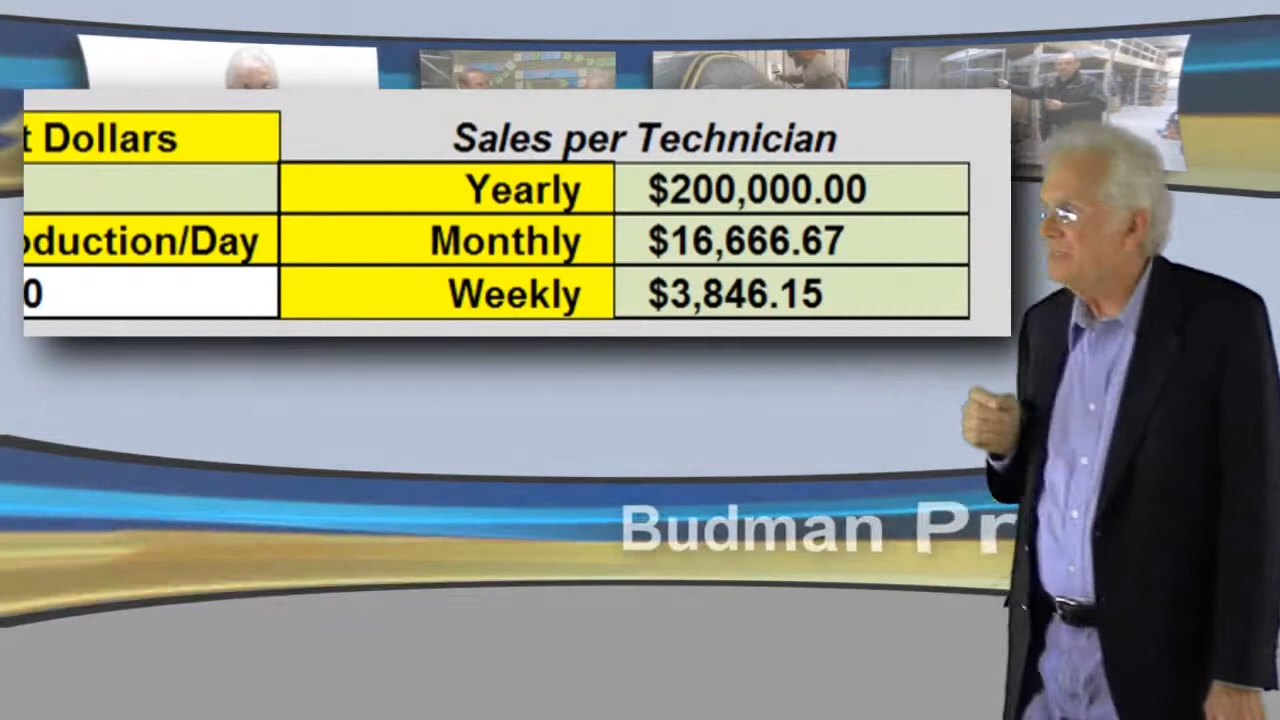 t Dollars
Sales per Technician
Yearly $200,000.00
oduction/Day Monthly $16,666.67
0 Weekly $3,846.15
Budman Pr